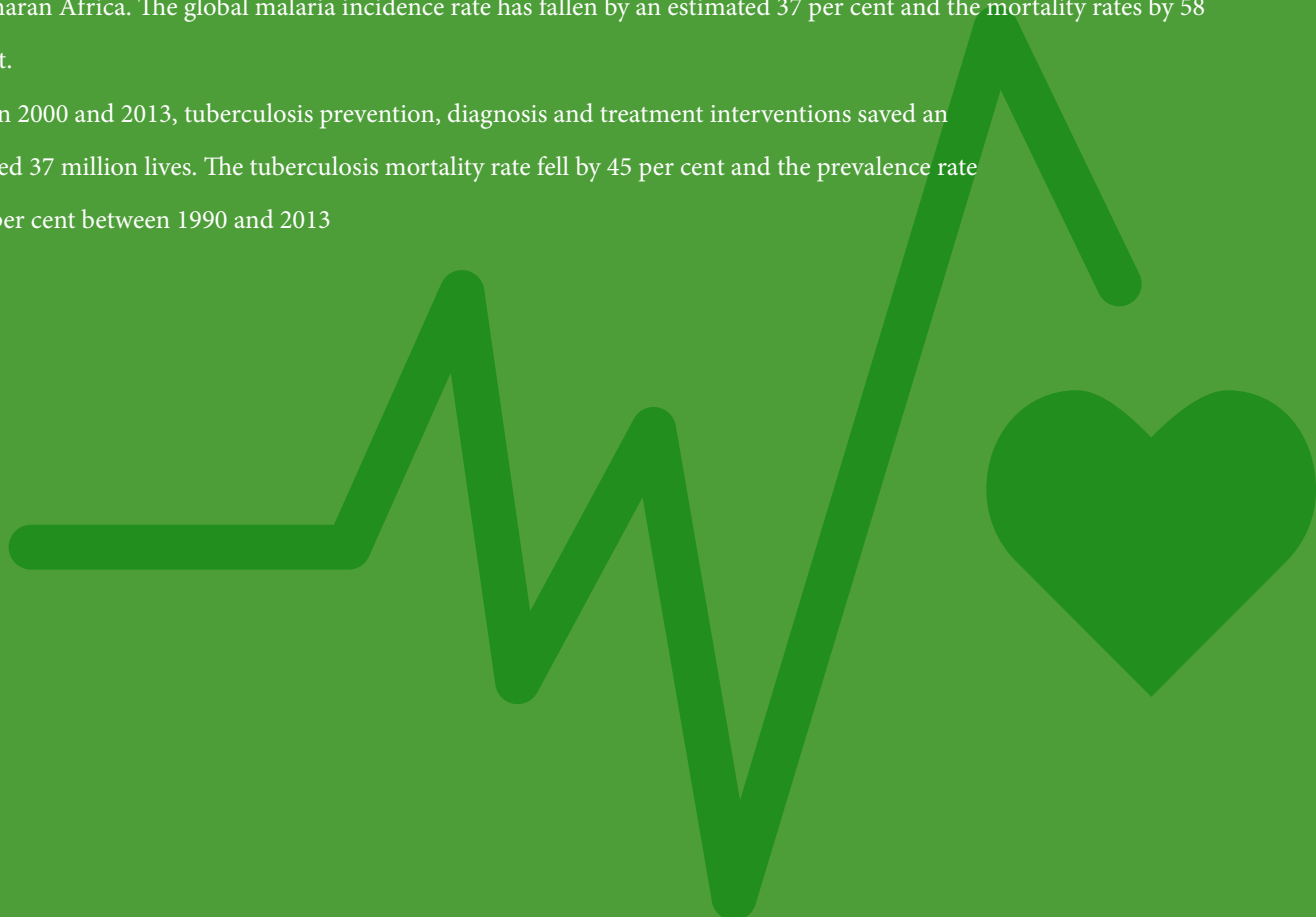 haran Africa. The global malaria incidence rate has fallen by an estimated 37 per cent and the mortality rates by 58
t.
n 2000 and 2013, tuberculosis prevention, diagnosis and treatment interventions saved an
ed 37 million lives. The tuberculosis mortality rate fell by 45 per cent and the prevalence rate
per cent between 1990 and 2013